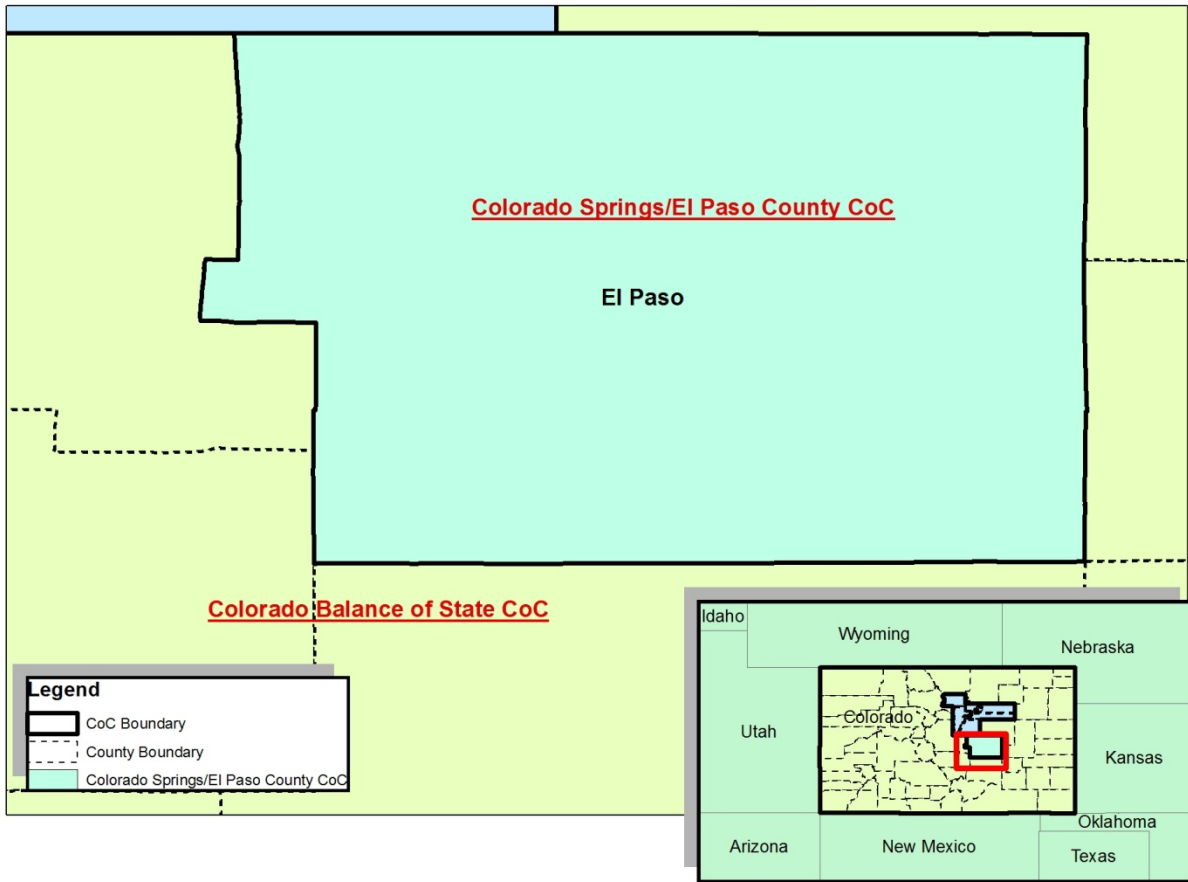 Colorado Springs/El Paso County CoC
El Paso
Colorado Balance of State CoC
Legend
CoC Boundary
County Boundary
Colorado Springs/El Paso County CoC
Idaho
Wyoming
Nebraska
Utah
Colorado
Kansas
Oklahoma
Arizona
New Mexico
Texas